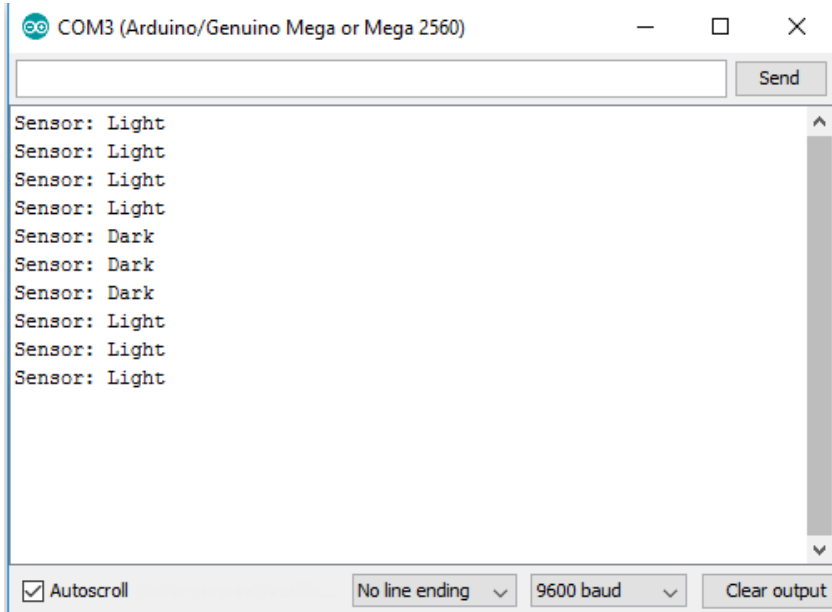 COM3 (Arduino/Genuino Mega or Mega 2560)
Send
Sensor: Light
Sensor: Light
Sensor: Light
Sensor: Light
Sensor: Dark
Sensor: Dark
Sensor: Dark
Sensor: Light
Sensor: Light
Sensor: Light
Autoscroll No line ending 9600 baud Clear output